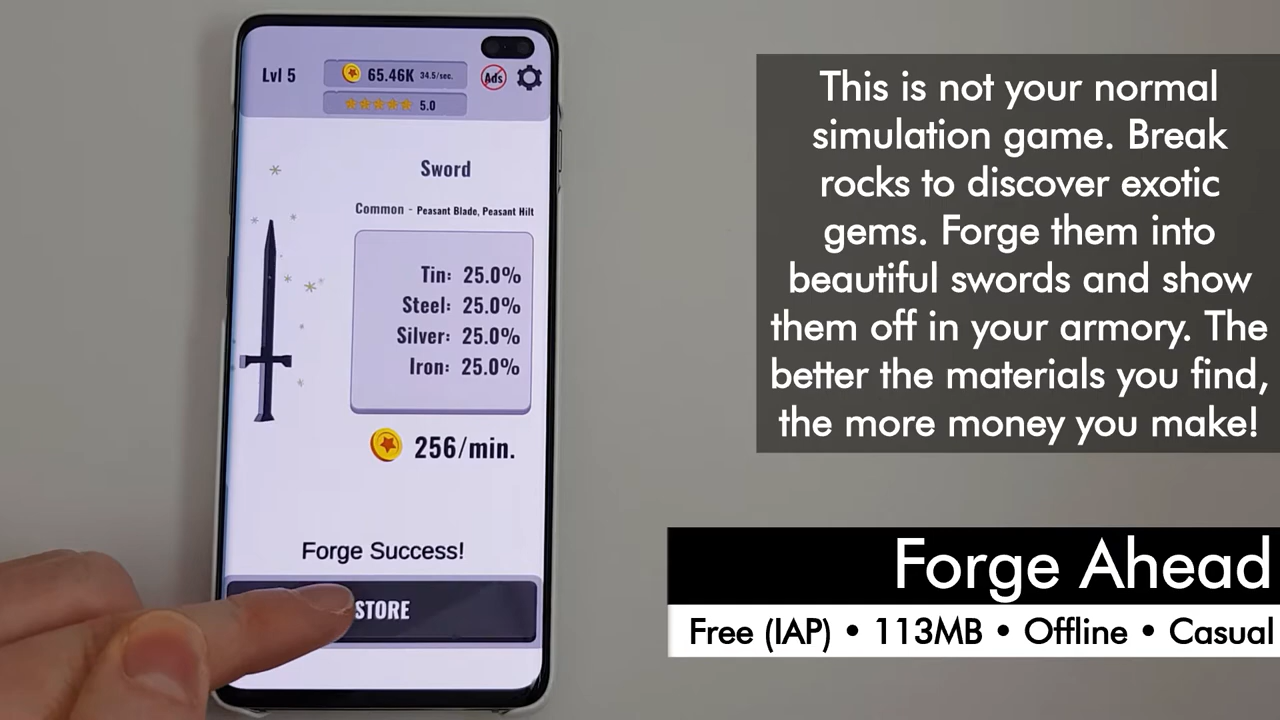 Lvl 5
65.46K 34.5/sec.
Ads
5.0
Sword
Common - Peasant Blade, Peasant Hilt
Tin: 25.0%
Steel: 25.0%
Silver: 25.0%
Iron: 25.0%
256/min.
Forge Success!
STORE
This is not your normal
simulation game. Break
rocks to discover exotic
gems. Forge them into
beautiful swords and show
them off in your armory. The
better the materials you find,
the more money you make!
Forge Ahead
Free (IAP) • 113MB • Offline • Casual